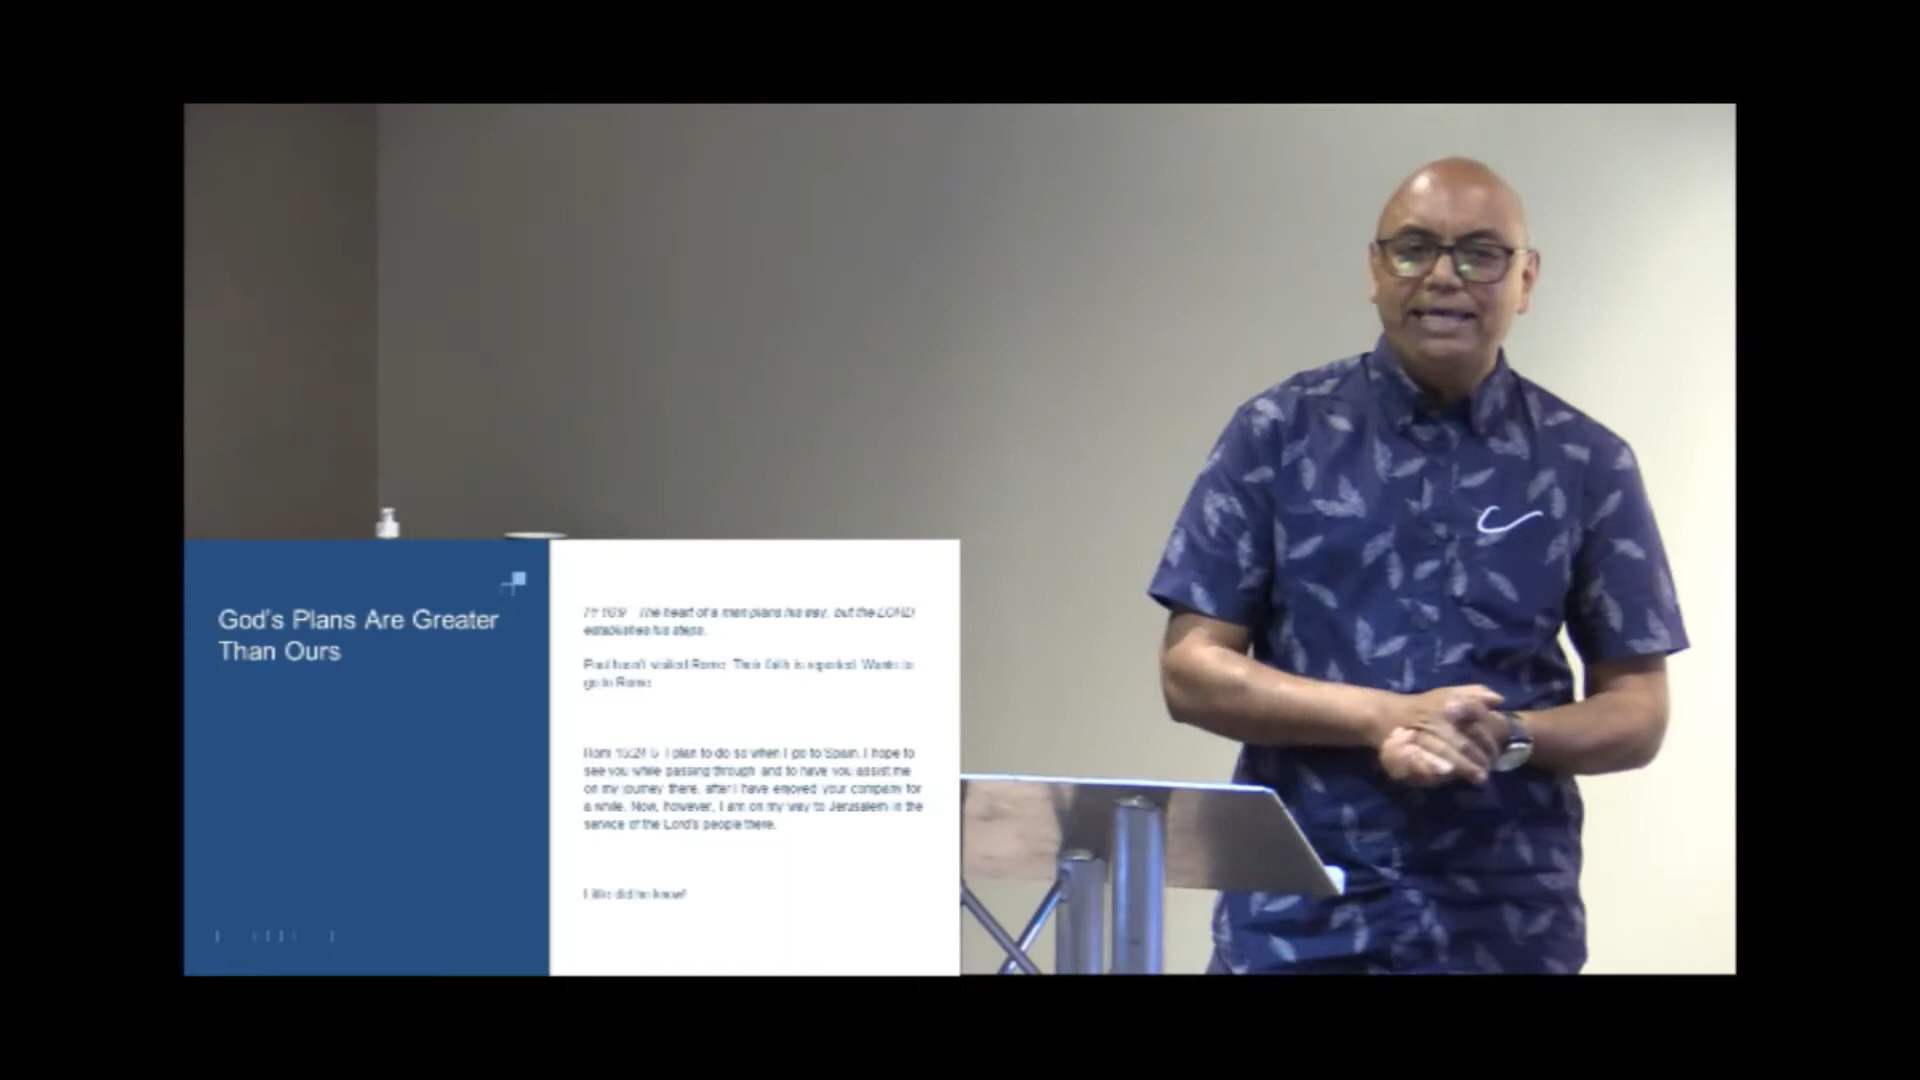 God's Plans Are Greater
Than Ours
The heart of a man plans his way, but the LORD
establishes his steps.
Paul hasn't visited Rome. Their faith is reported. Wants to
go to Rome
I plan to do so when I go to Spain. I hope to
see you while passing through and to have you assist me
on my journey there, after I have enjoyed your company for
a while. Now, however, I am on my way to Jerusalem in the
service of the Lord's people there.
Little did he know!